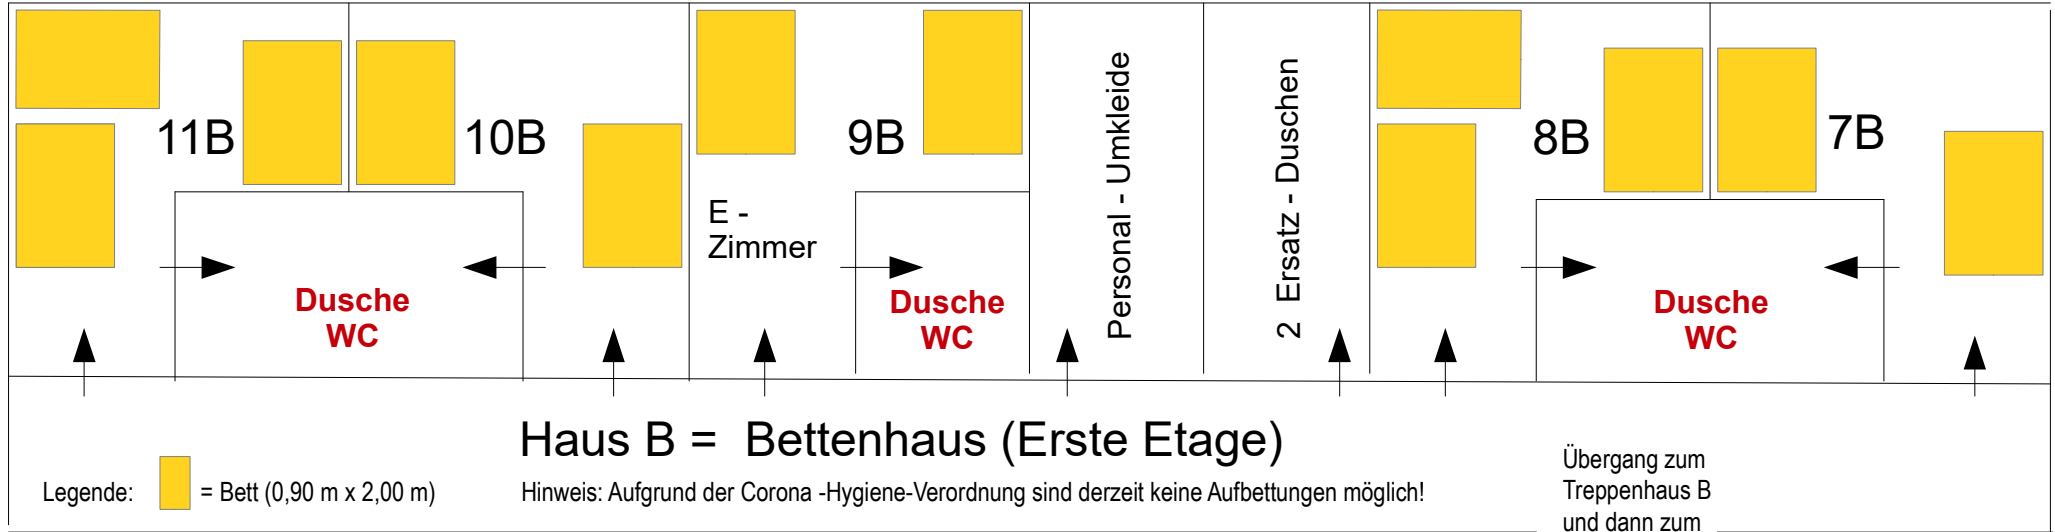 11B
10B
9B
8B
7B
E -
Zimmer
Personal - Umkleide
2 Ersatz - Duschen
Dusche
WC
Dusche
WC
Dusche
WC
Haus B = Bettenhaus (Erste Etage)
Legende:
= Bett (0,90 m x 2,00 m)
Hinweis: Aufgrund der Corona -Hygiene-Verordnung sind derzeit keine Aufbettungen möglich!
Übergang zum
Treppenhaus B
und dann zum